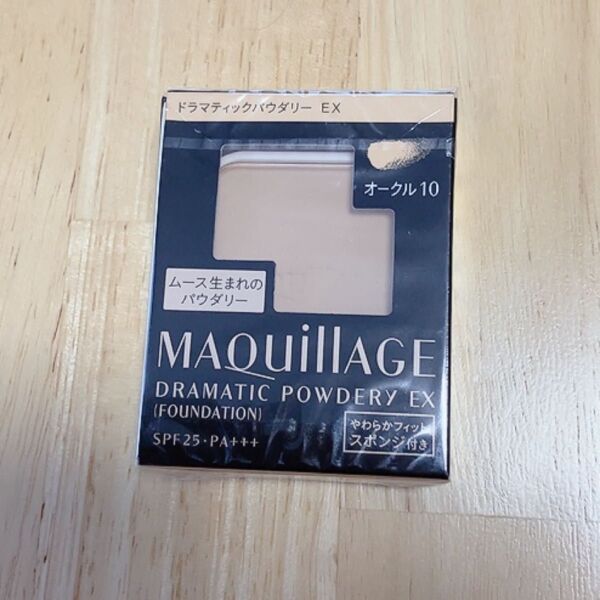 ドラマティックパウダリー EX
オークル10
ムース生まれの
パウダリー
MAQuillAGE
DRAMATIC POWDERY EX
(FOUNDATION)
SPF25・PA+++
やわらかフィット
スポンジ付き